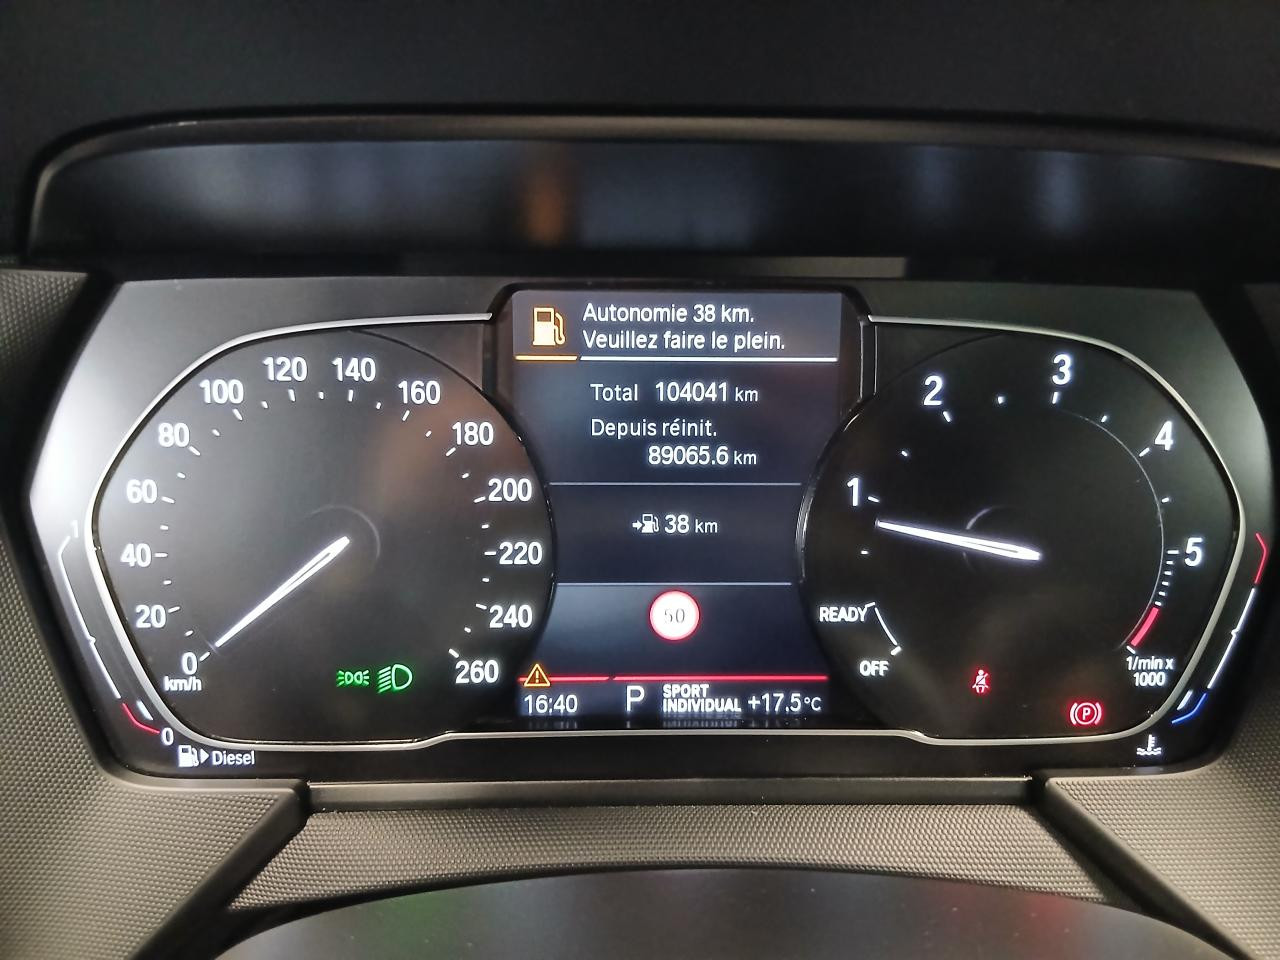 Autonomie 38 km.
Veuillez faire le plein.
Total 104041 km
Depuis réinit.
89065.6 km
38 km
50
16:40 P SPORT INDIVIDUAL +17.5°C
0
20
40
60
80
100
120
140
160
180
200
220
240
260
km/h
1
0
Diesel
OFF
READY
1
2
3
4
5
1/min x
1000
P